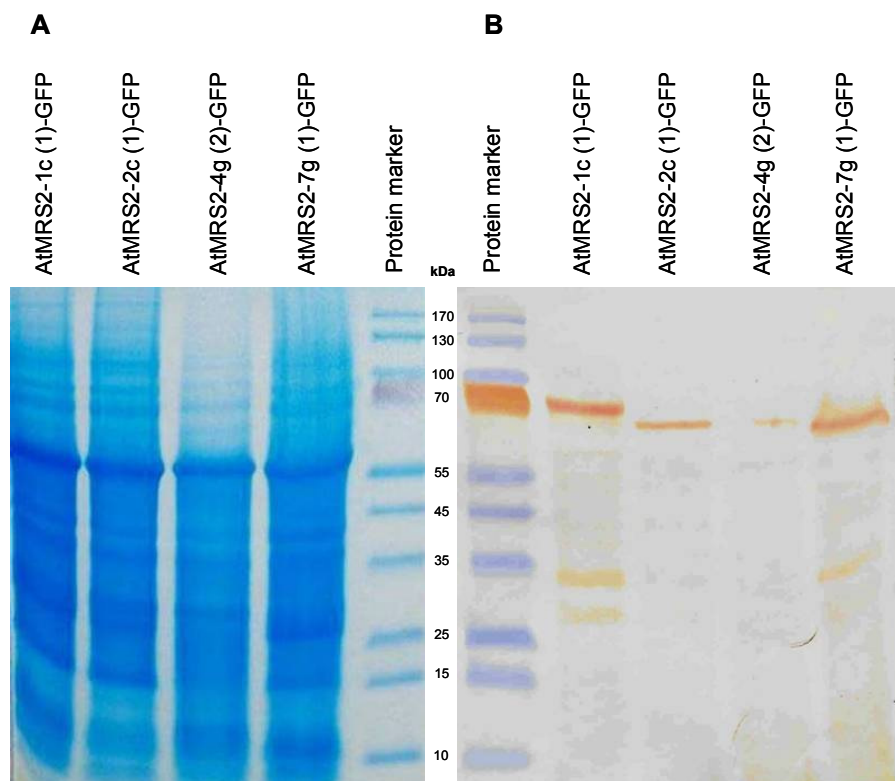 A
B
AtMRS2-1c (1)-GFP
AtMRS2-2c (1)-GFP
AtMRS2-4g (2)-GFP
AtMRS2-7g (1)-GFP
Protein marker
kDa
Protein marker
AtMRS2-1c (1)-GFP
AtMRS2-2c (1)-GFP
AtMRS2-4g (2)-GFP
AtMRS2-7g (1)-GFP
170
130
100
70
55
45
35
25
15
10